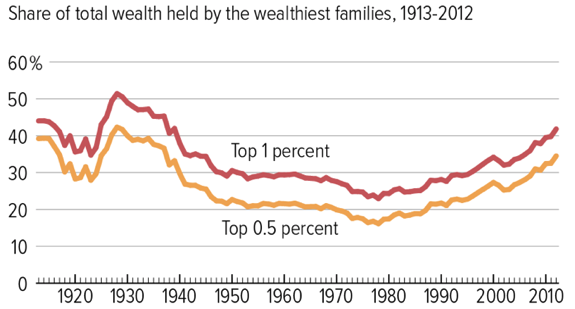 Share of total wealth held by the wealthiest families, 1913-2012
60%
50
40
30
20
10
0
Top 1 percent
Top 0.5 percent
1920 1930 1940 1950 1960 1970 1980 1990 2000 2010